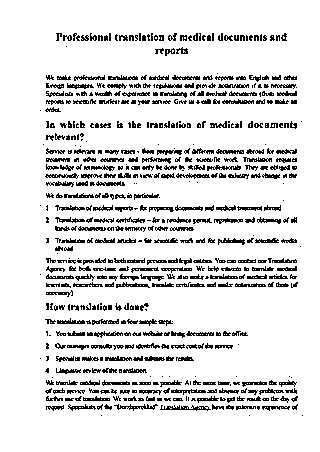 Professional translation of medical documents and
reports
We make professional translations of medical documents and reports into English and other
foreign languages. We comply with the regulations and provide notarization if it is necessary.
Specialists with a wealth of experience in translating of all medical documents (from medical
reports to scientific articles) are at your service. Give us a call for consultation and to make an
order.
In which cases is the translation of medical documents
relevant?
Service is relevant in many cases - from preparing of different documents abroad for medical
treatment in other countries and performing of the scientific work. Translation requires
knowledge of terminology so it can only be done by skilled professionals. They are obliged to
continuously improve their skills in view of rapid development of the industry and change in the
vocabulary used in documents.
We do translations of all types, in particular:
1 Translation of medical reports – for preparing documents and medical treatment abroad
2 Translation of medical certificates – for a residence permit, registration and obtaining of all
kinds of documents on the territory of other countries
3 Translation of medical articles – for scientific work and for publishing of scientific works
abroad
The service is provided to both natural persons and legal entities. You can contact our Translation
Agency for both one-time and permanent cooperation. We help citizens to translate medical
documents quickly into any foreign language. We also make a translation of medical articles for
scientists, researchers and publications, translate certificates and make notarization of those (if
necessary)
How translation is done?
The translation is performed in four simple steps:
1. You submit an application on our website or bring documents to the office.
2 Our manager consults you and identifies the exact cost of the service
3 Specialist makes a translation and submits the results.
4 Linguistic review of the translation.
We translate medical documents as soon as possible. At the same time, we guarantee the quality
of each service. You can be sure in accuracy of interpretation and absence of any problems with
further use of translation. We work as fast as we can. It is possible to get the result on the day of
request. Specialists of the Translation Agency have the extensive experience of